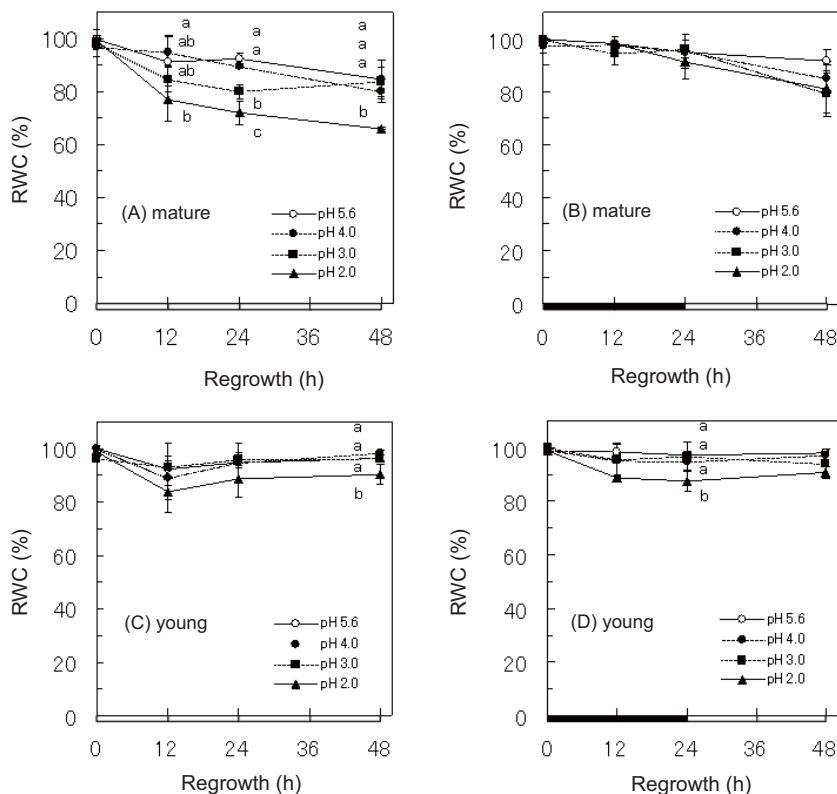 a
a
a
a
a
a
100
ab
80
ab
b
b
b
c
60
RWC (%)
40
(A) mature
pH 5.6
pH 4.0
pH 3.0
pH 2.0
20
0
0 12 24 36 48
Regrowth (h)
100
80
60
RWC (%)
40
(B) mature
pH 5.6
pH 4.0
pH 3.0
pH 2.0
20
0
0 12 24 36 48
Regrowth (h)
a
a
a
b
100
80
60
RWC (%)
40
(C) young
pH 5.6
pH 4.0
pH 3.0
pH 2.0
20
0
0 12 24 36 48
Regrowth (h)
a
a
a
b
100
80
60
RWC (%)
40
(D) young
pH 5.6
pH 4.0
pH 3.0
pH 2.0
20
0
0 12 24 36 48
Regrowth (h)